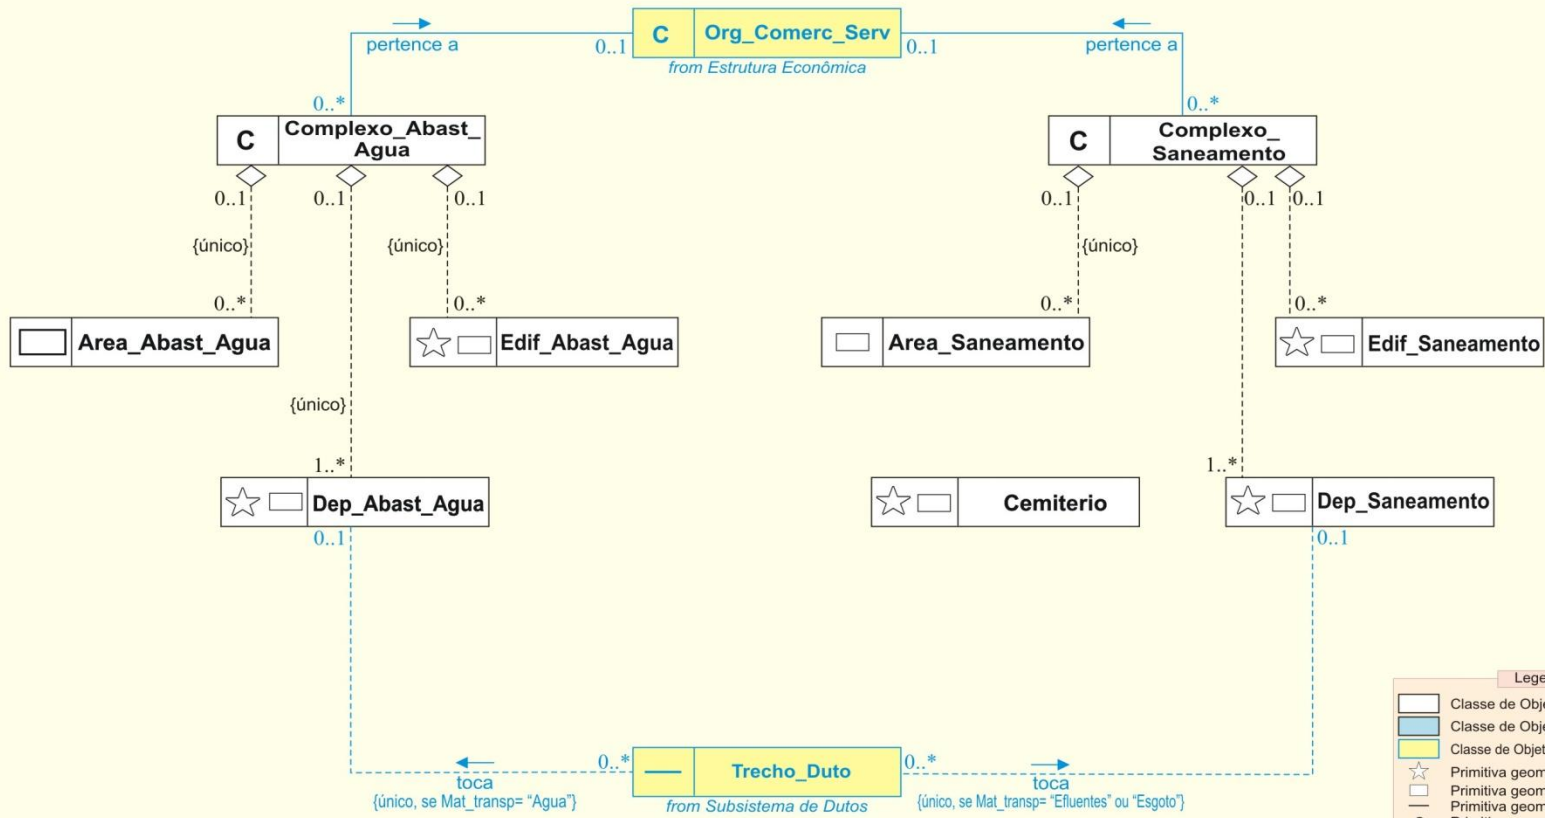 C Org_Comerc_Serv
pertence a
0..1
0..1
pertence a
from Estrutura Econômica
0..*
0..*
C Complexo_Abast_
Agua
C Complexo_
Saneamento
0..1
0..1
0..1
0..1
0..1
0..1
{único}
{único}
{único}
0..*
0..*
0..*
0..*
Area_Abast_Agua
Edif_Abast_Agua
Area_Saneamento
Edif_Saneamento
{único}
1..*
1..*
Dep_Abast_Agua
Cemiterio
Dep_Saneamento
0..1
0..1
Lege
Classe de Obje
Classe de Obje
Classe de Objet
Primitiva geom
Primitiva geom
Primitiva geom
0..*
Trecho_Duto
0..*
toca
{único, se Mat_transp= “Agua”}
from Subsistema de Dutos
toca
{único, se Mat_transp= “Efluentes” ou “Esgoto”}